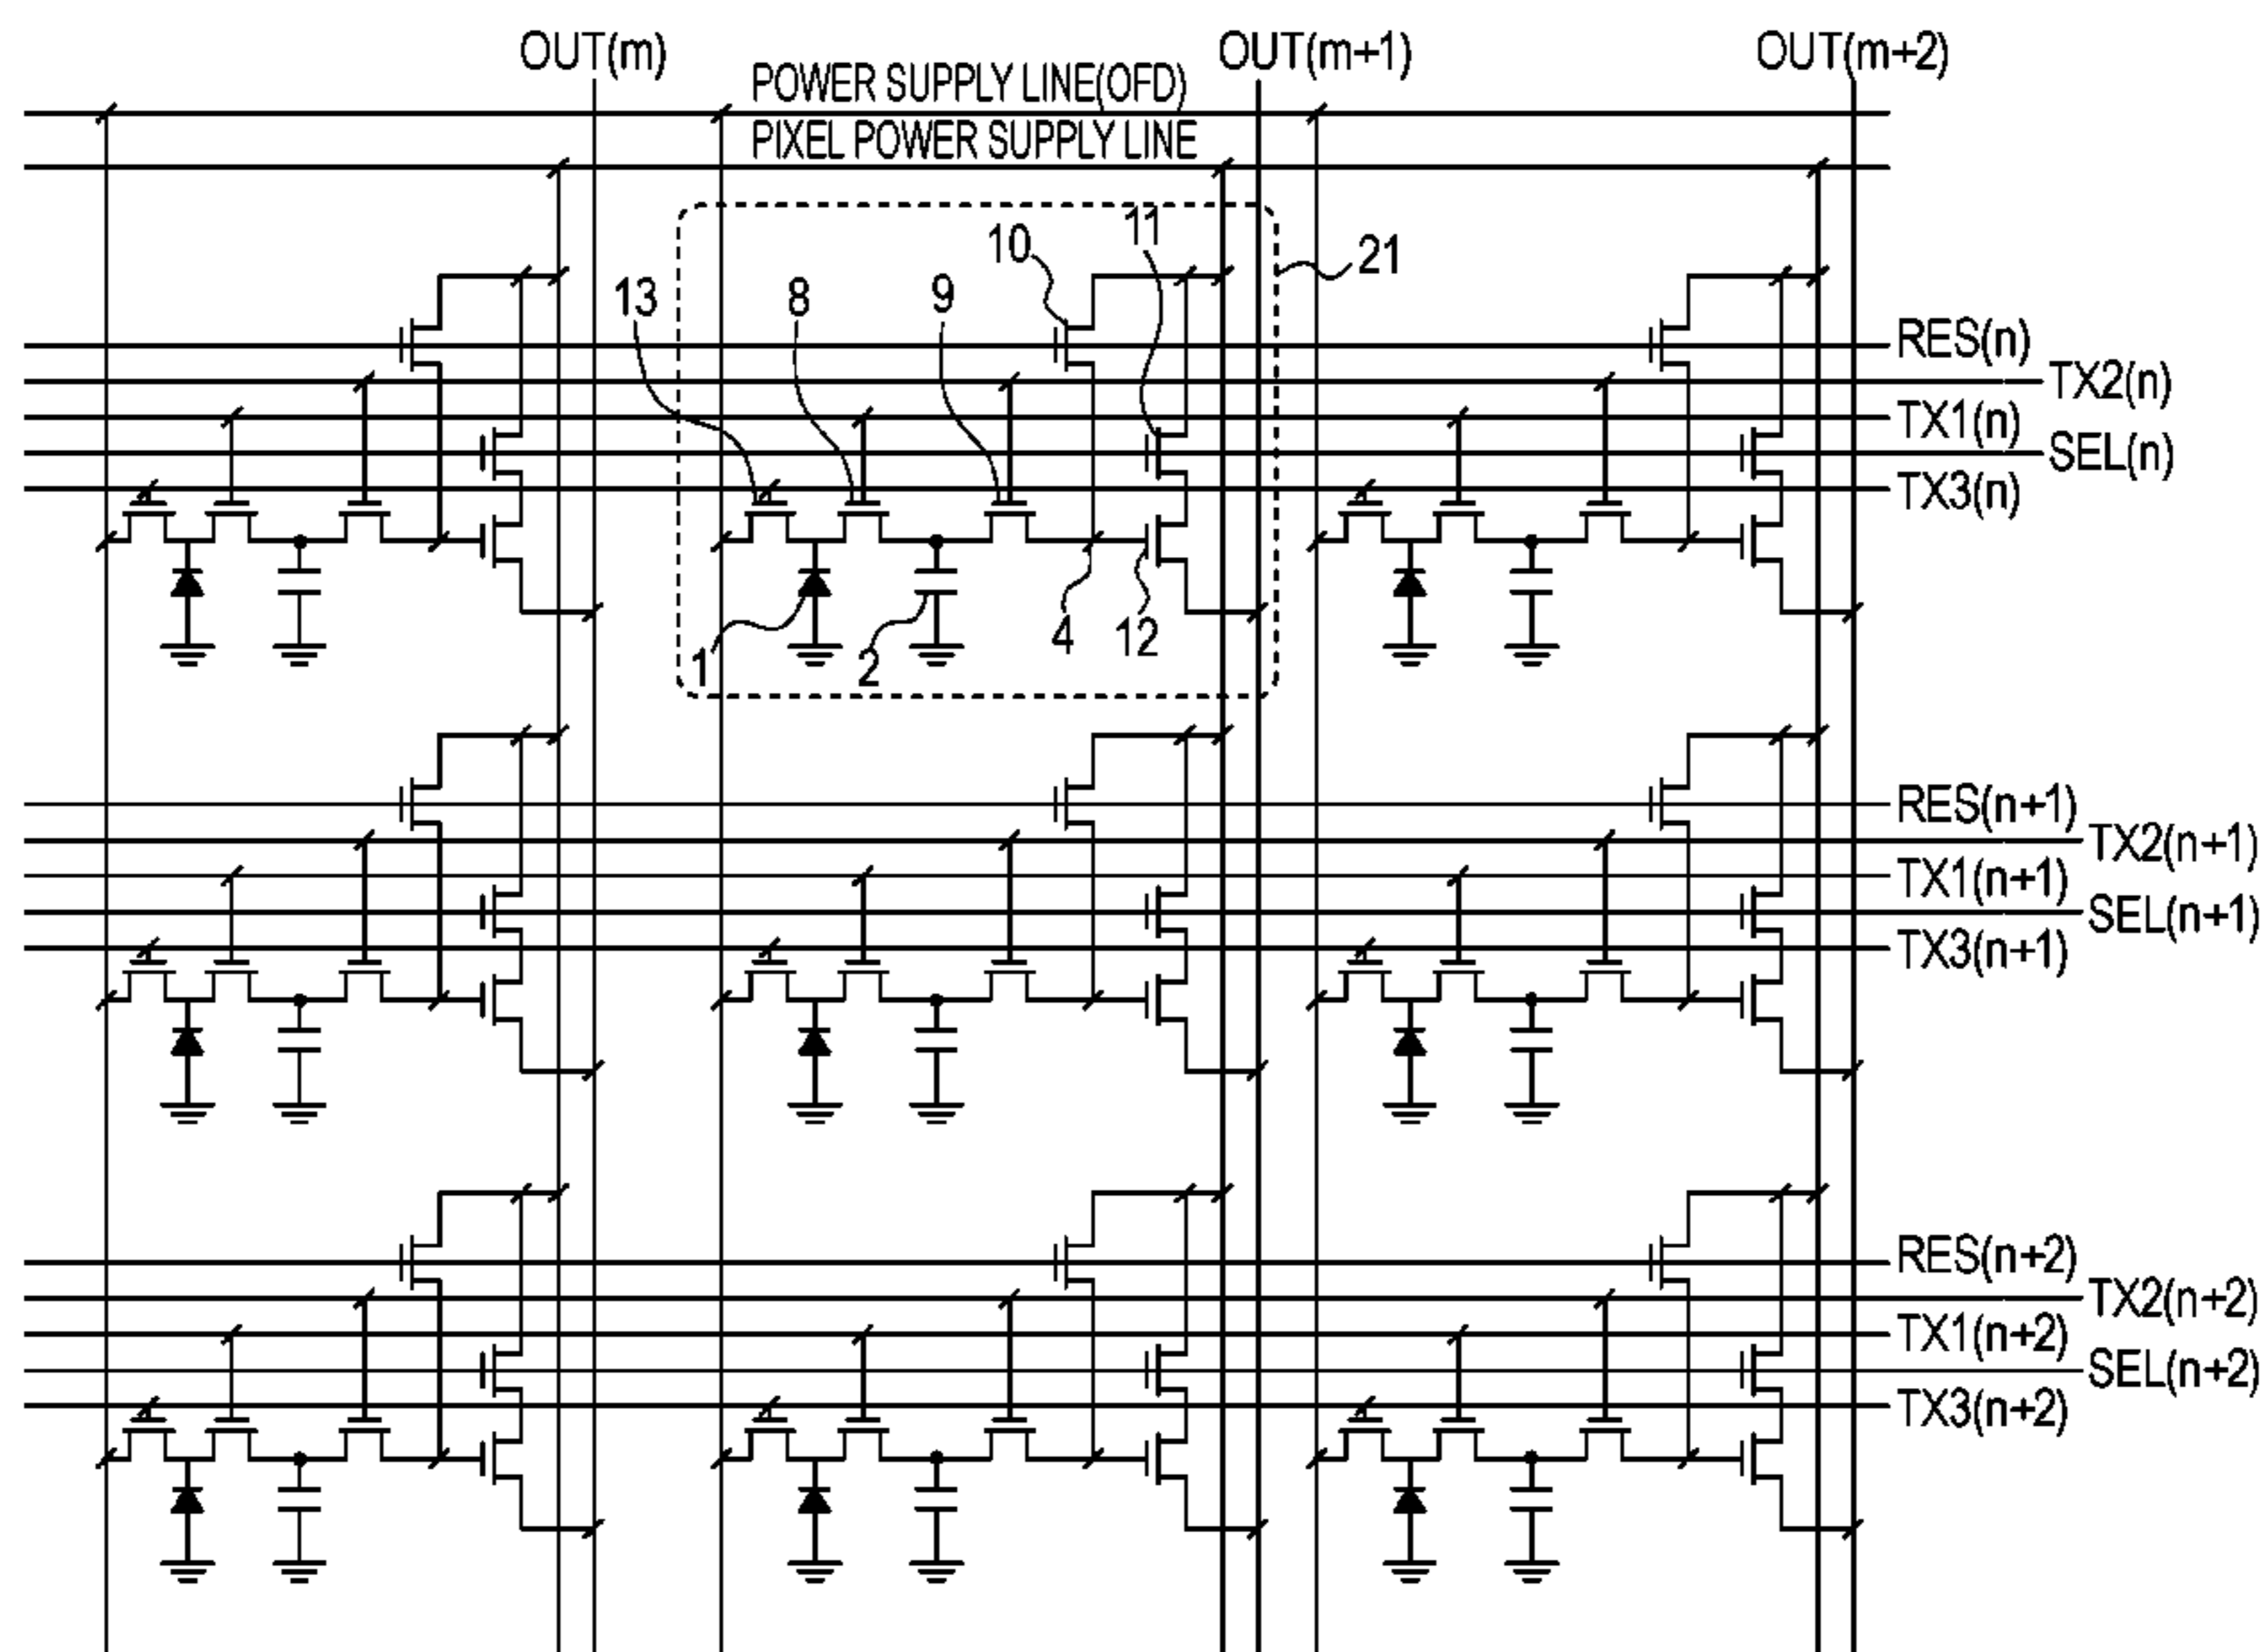 OUT(m)
OUT(m+1)
OUT(m+2)
POWER SUPPLY LINE(OFD)
PIXEL POWER SUPPLY LINE
10
11
21
13
8
9
RES(n)
TX2(n)
TX1(n)
SEL(n)
TX3(n)
1
2
4
12
RES(n+1)
TX2(n+1)
TX1(n+1)
SEL(n+1)
TX3(n+1)
RES(n+2)
TX2(n+2)
TX1(n+2)
SEL(n+2)
TX3(n+2)